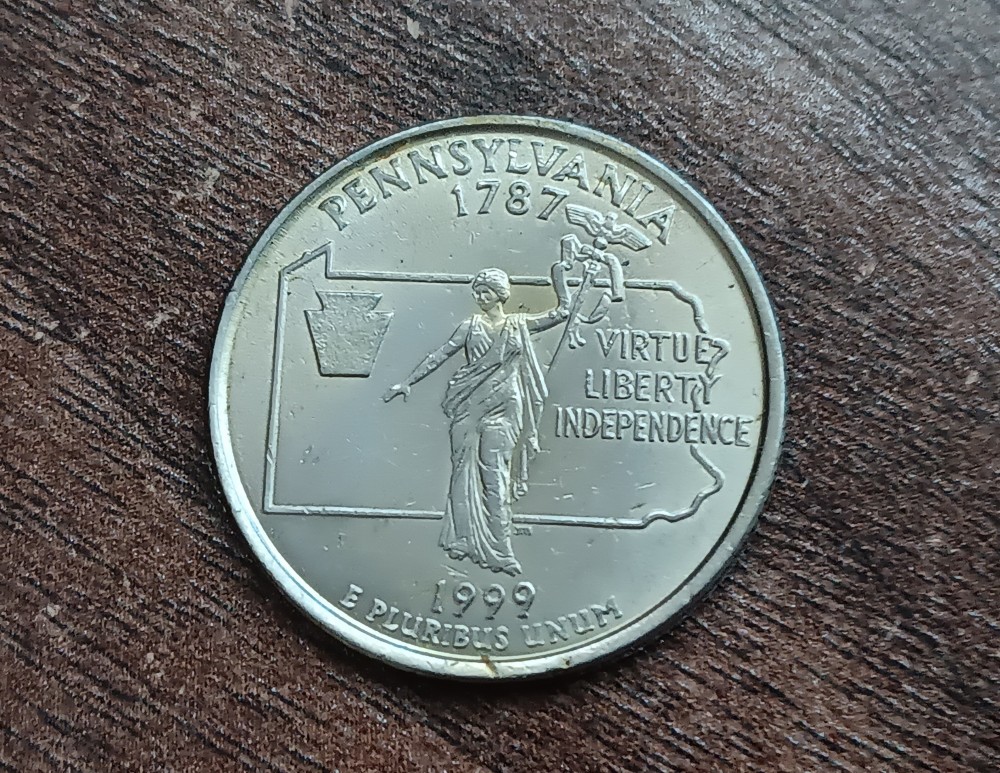 PENNSYLVANIA
1787
VIRTUE
LIBERTY
INDEPENDENCE
1999
E PLURIBUS UNUM